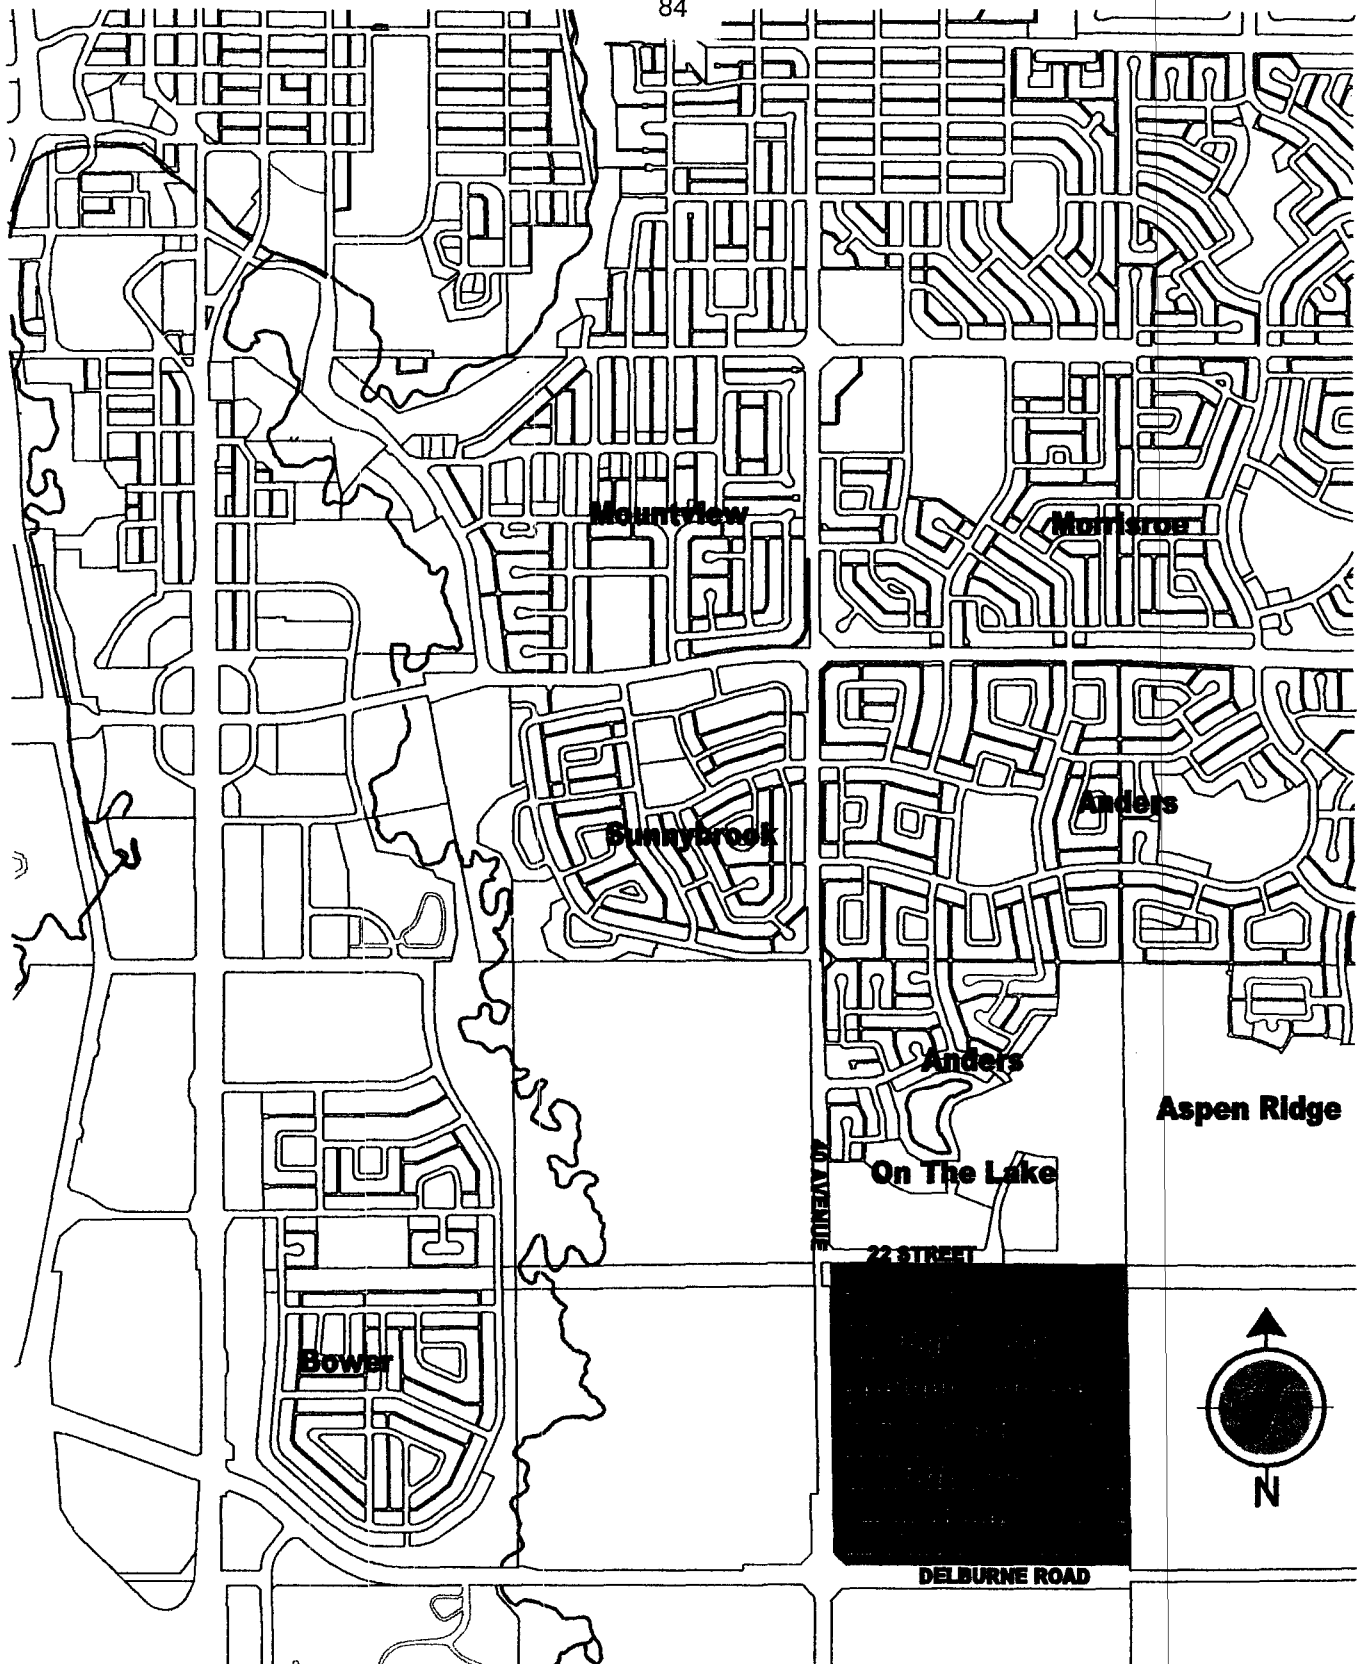 84
Mountview
Morrisroe
Anders
Sunnybrook
Anders
Aspen Ridge
40 AVENUE
On The Lake
22 STREET
Bower
N
DELBURNE ROAD